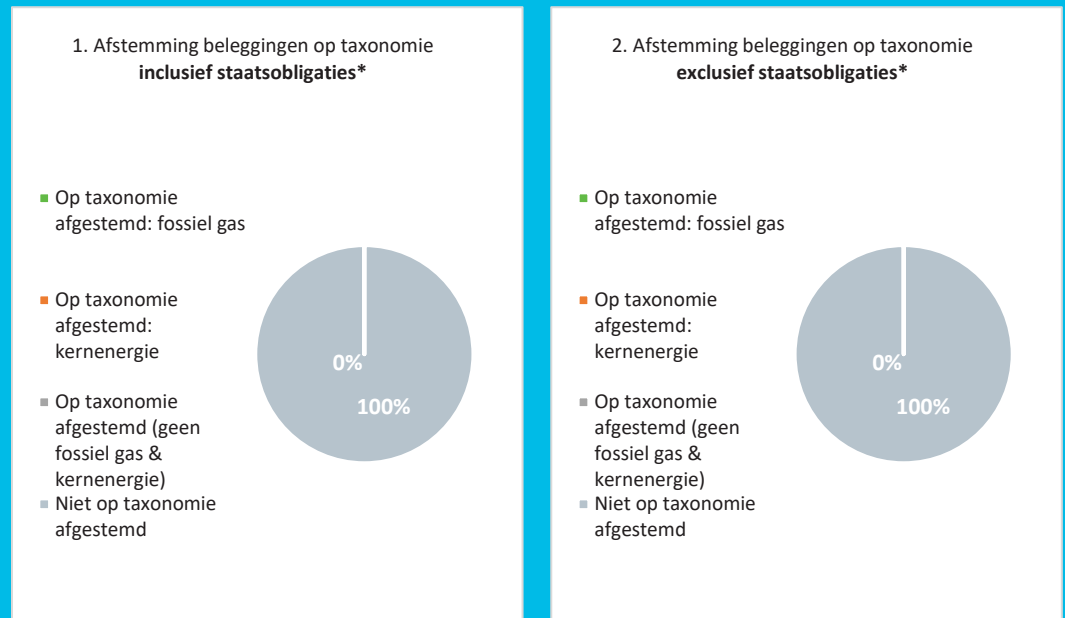 1. Afstemming beleggingen op taxonomie
inclusief staatsobligaties*
Op taxonomie
afgestemd: fossiel gas
Op taxonomie
afgestemd:
kernenergie
Op taxonomie
afgestemd (geen
fossiel gas &
kernenergie)
Niet op taxonomie
afgestemd
0%
100%
2. Afstemming beleggingen op taxonomie
exclusief staatsobligaties*
Op taxonomie
afgestemd: fossiel gas
Op taxonomie
afgestemd:
kernenergie
Op taxonomie
afgestemd (geen
fossiel gas &
kernenergie)
Niet op taxonomie
afgestemd
0%
100%